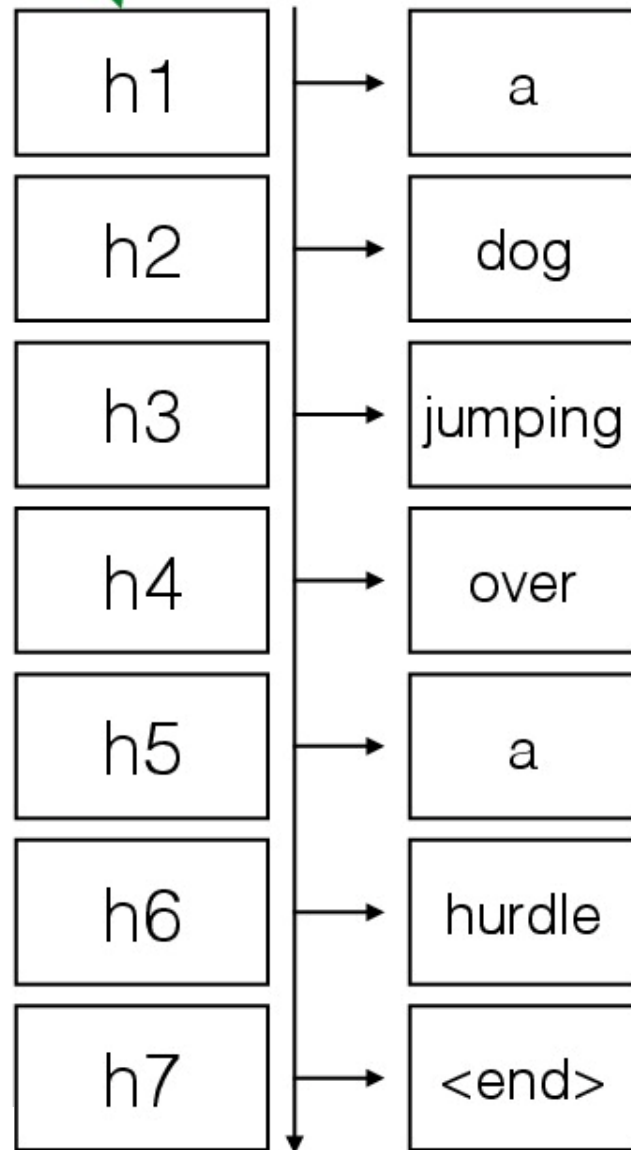 h1 a
h2 dog
h3 jumping
h4 over
h5 a
h6 hurdle
h7 <end>